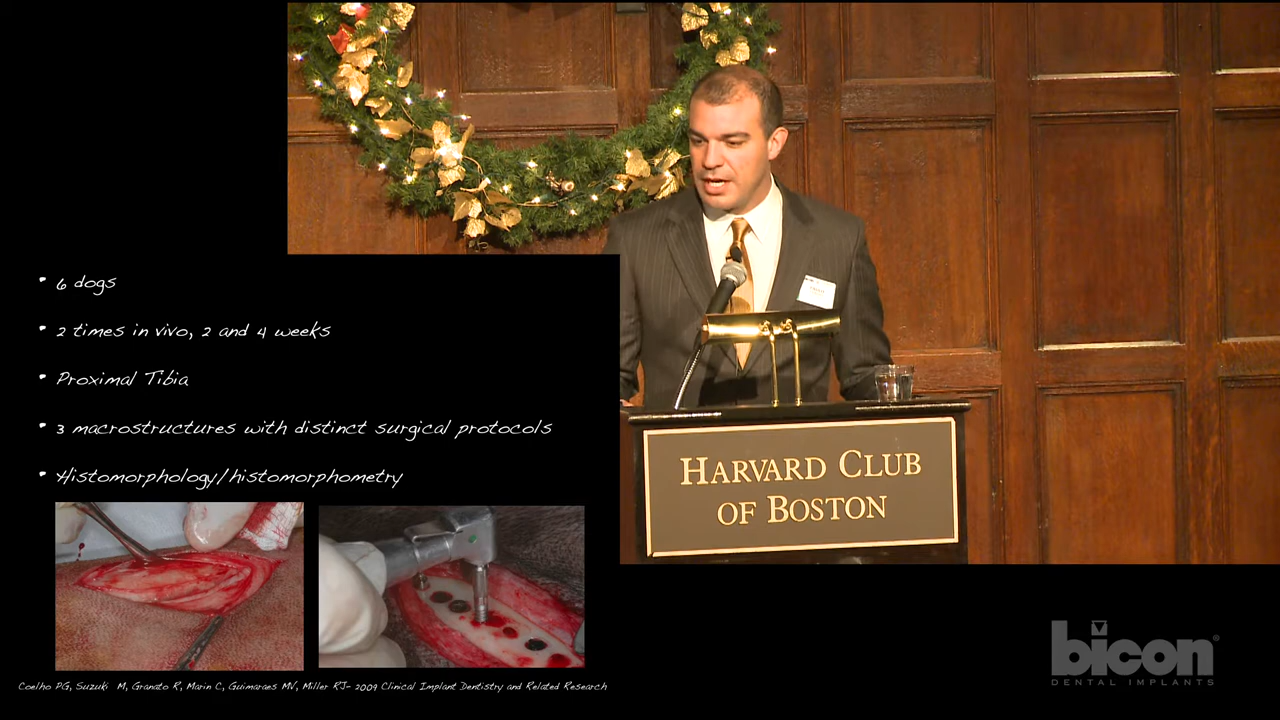 • 6 dogs
• 2 times in vivo, 2 and 4 weeks
• Proximal Tibia
• 3 macrostructures with distinct surgical protocols
• Histomorphology/histomorphometry
Coelho PG, Suzuki M, Granato R, Marin C, Guimaraes MV, Miller RJ- 2009 Clinical Implant Dentistry and Related Research
HARVARD CLUB
OF BOSTON
bicon®
DENTAL IMPLANTS